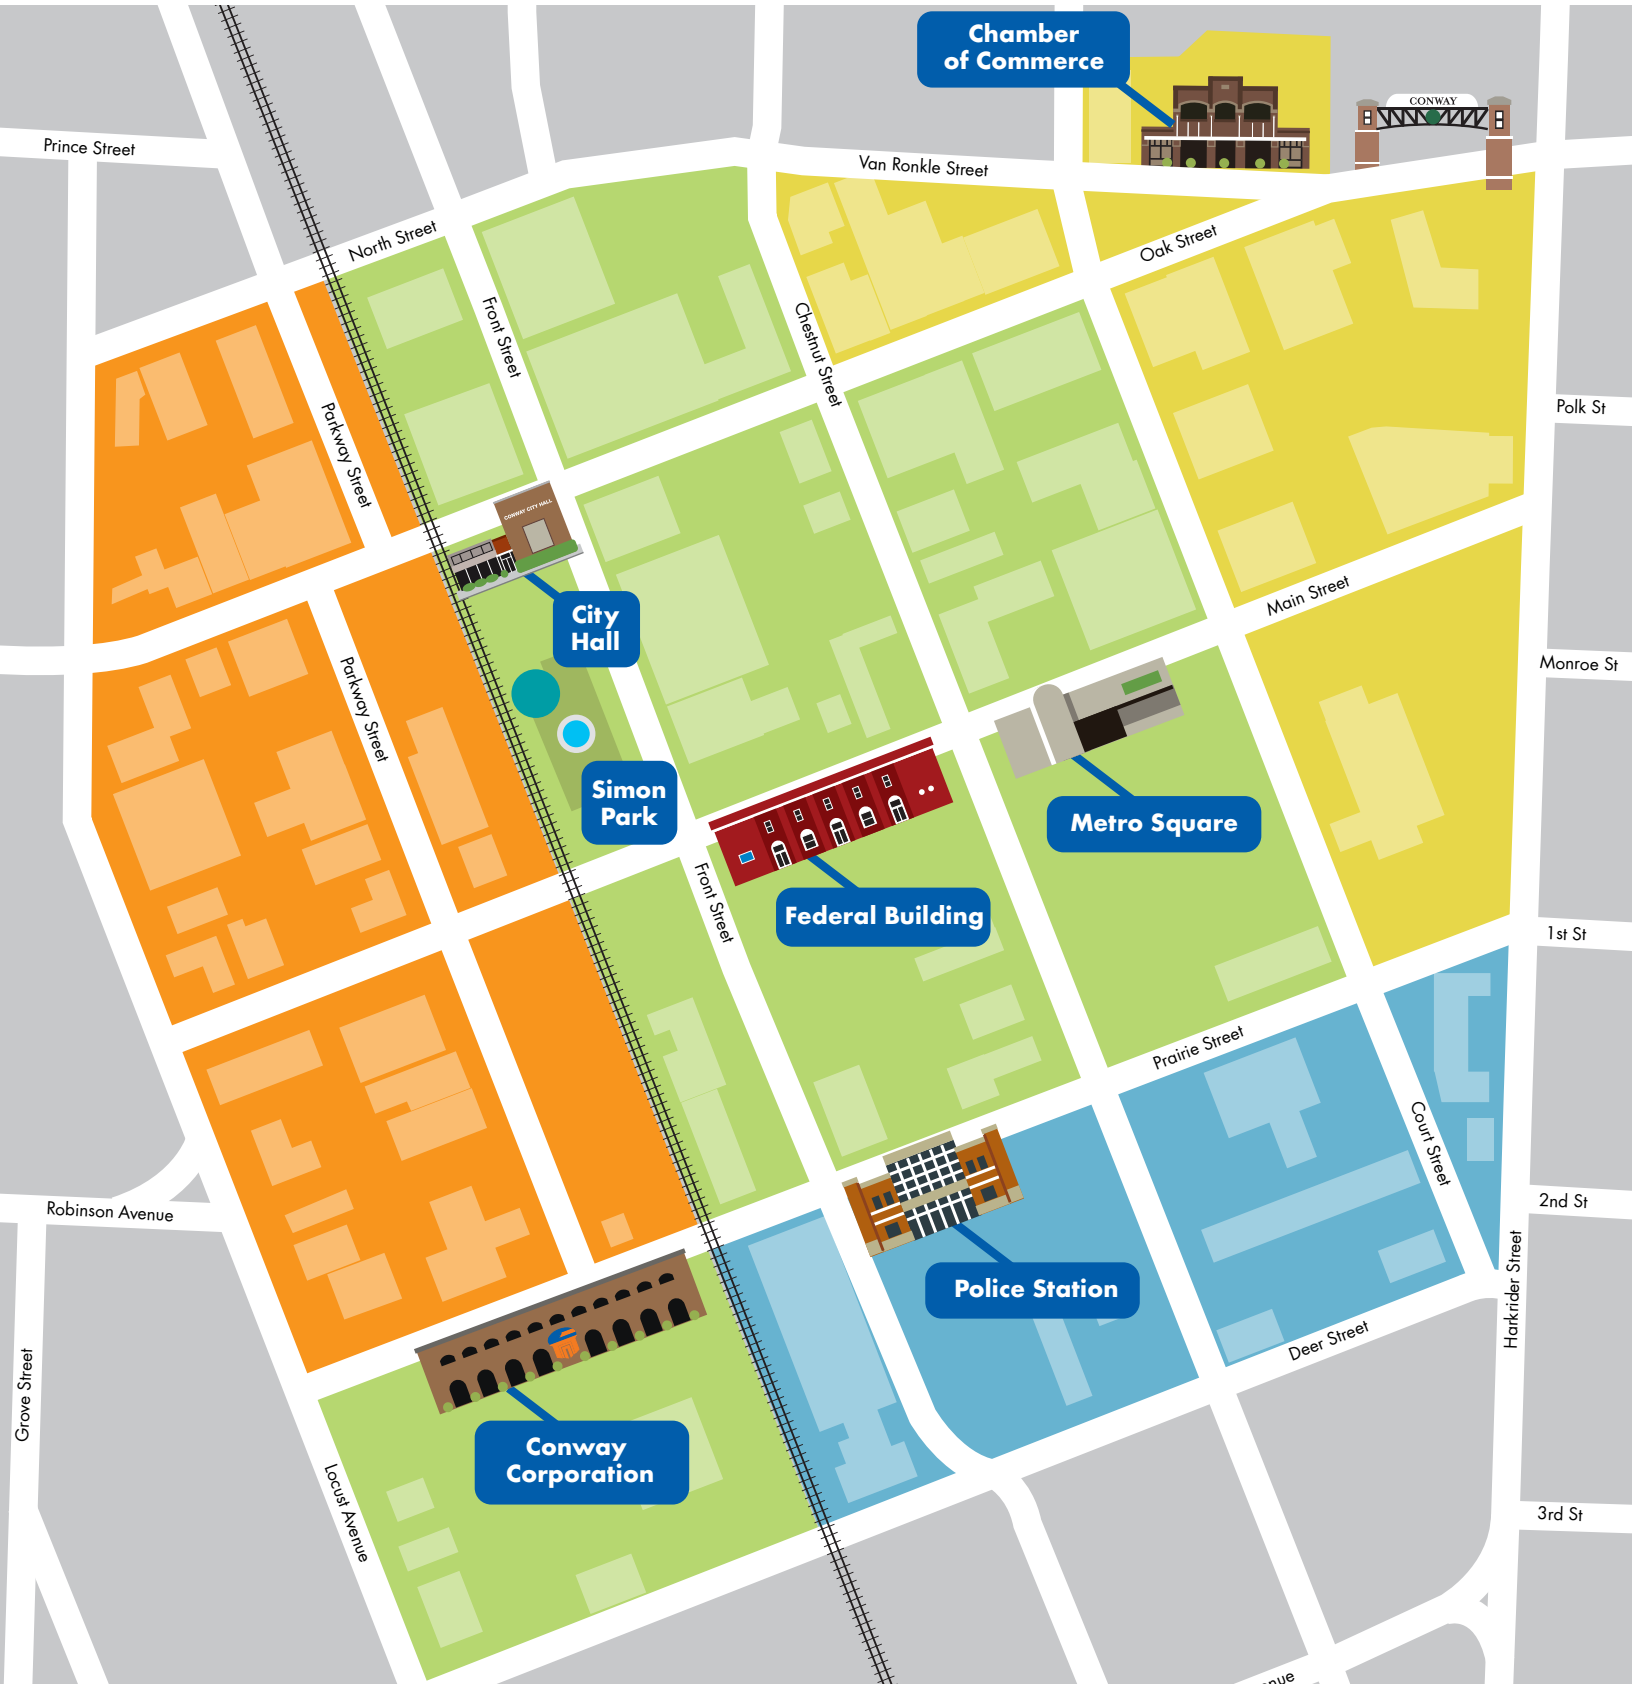 Chamber
of Commerce
CONWAY
Prince Street
Van Ronkle Street
North Street
Oak Street
Front Street
Chestnut Street
Parkway Street
Polk St
CONWAY CITY HALL
City
Hall
Main Street
Monroe St
Parkway Street
Simon
Park
Metro Square
Front Street
Federal Building
1st St
Prairie Street
Court Street
Robinson Avenue
2nd St
Police Station
Harkrider Street
Deer Street
Grove Street
Conway
Corporation
Locust Avenue
3rd St
nue